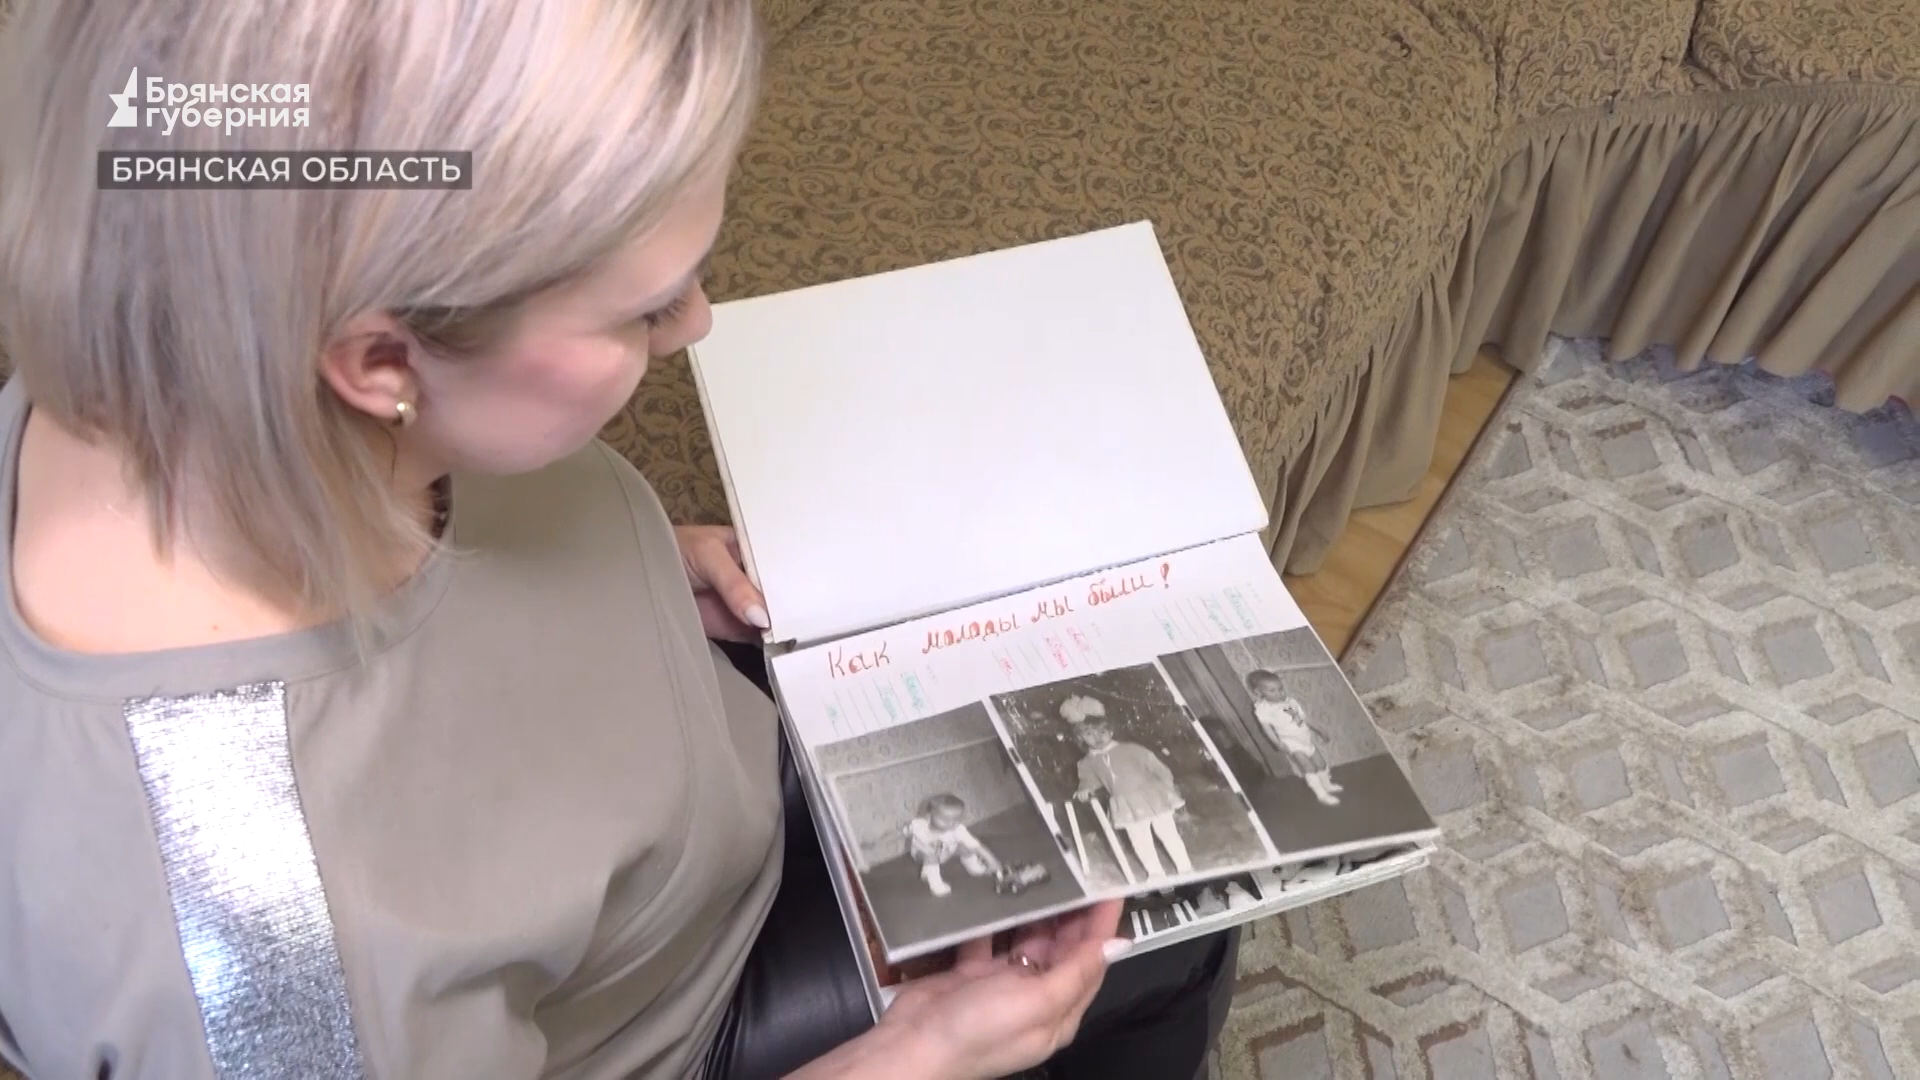 Брянская
губерния
БРЯНСКАЯ ОБЛАСТЬ
Как молоды мы были!